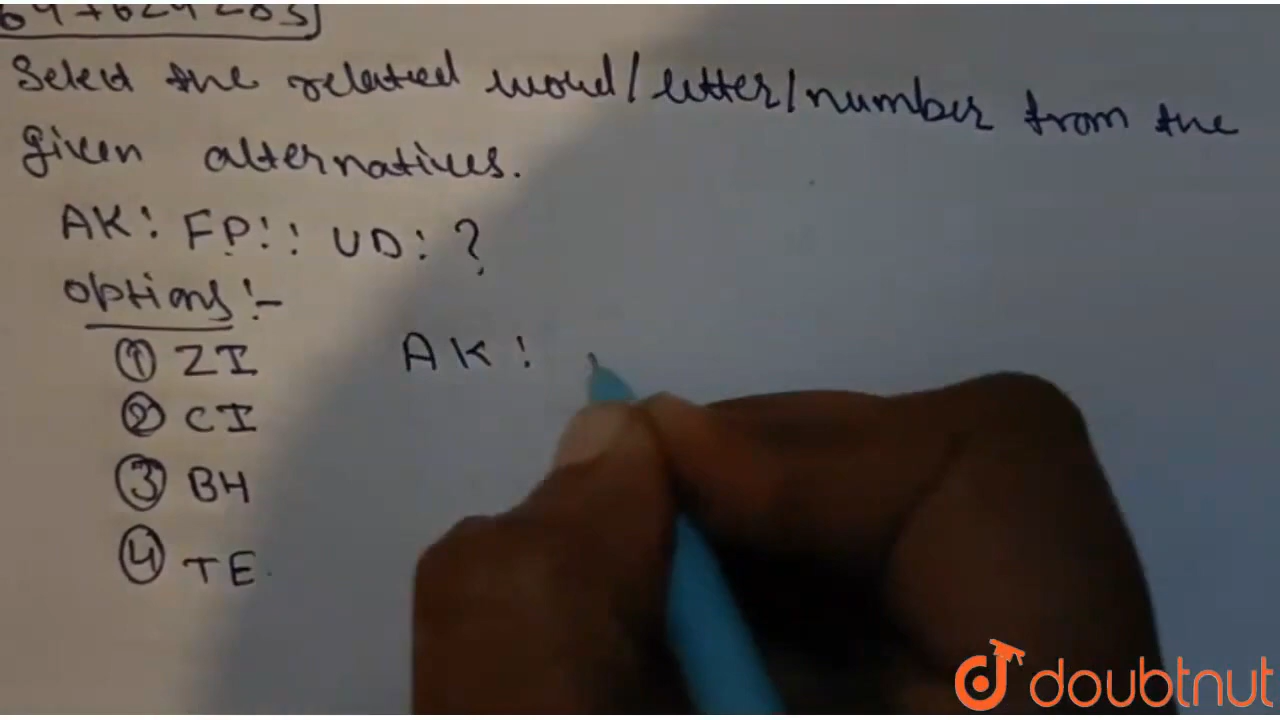 Select the related word/letter/number from the
given alternatives.
AK: FP:: UD: ?
Options:-
① ZI
AK:
② CI
③ BH
④ TE
doubtnut